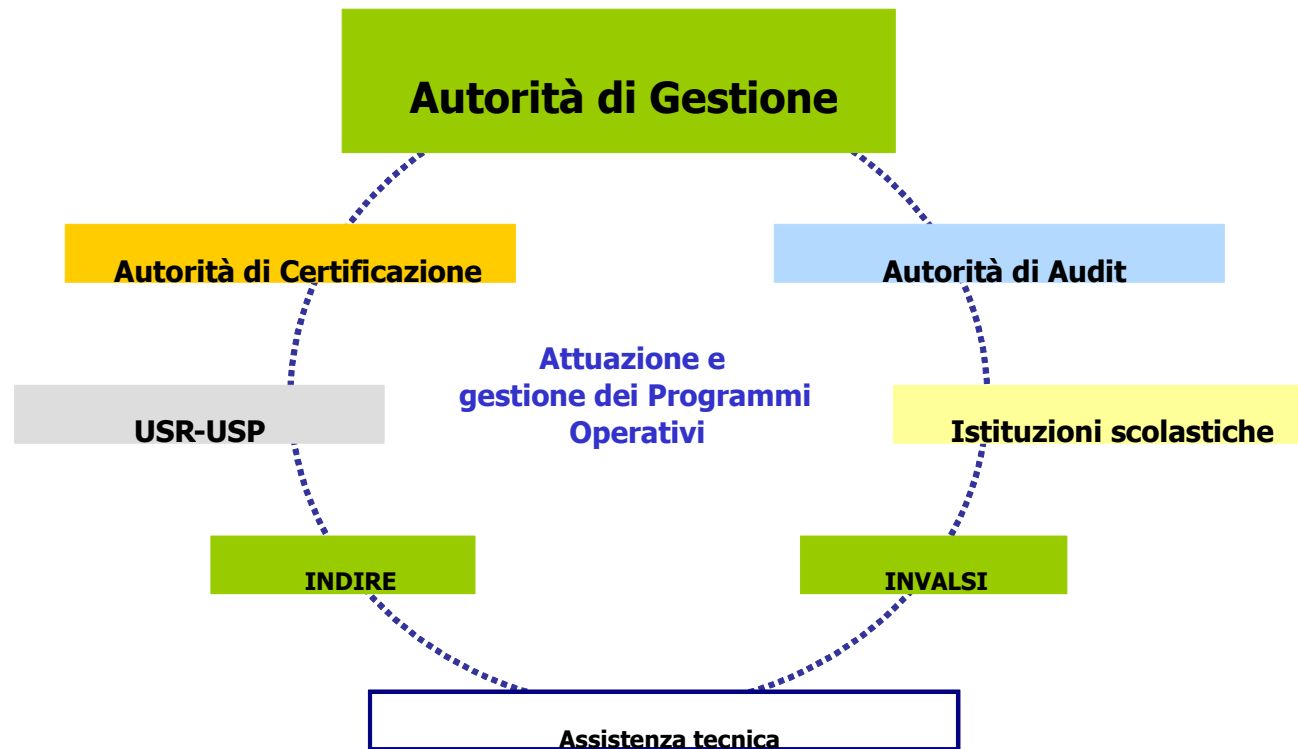 Autorità di Gestione
Autorità di Certificazione
Autorità di Audit
Attuazione e
gestione dei Programmi
Operativi
USR-USP
Istituzioni scolastiche
INDIRE
INVALSI
Assistenza tecnica